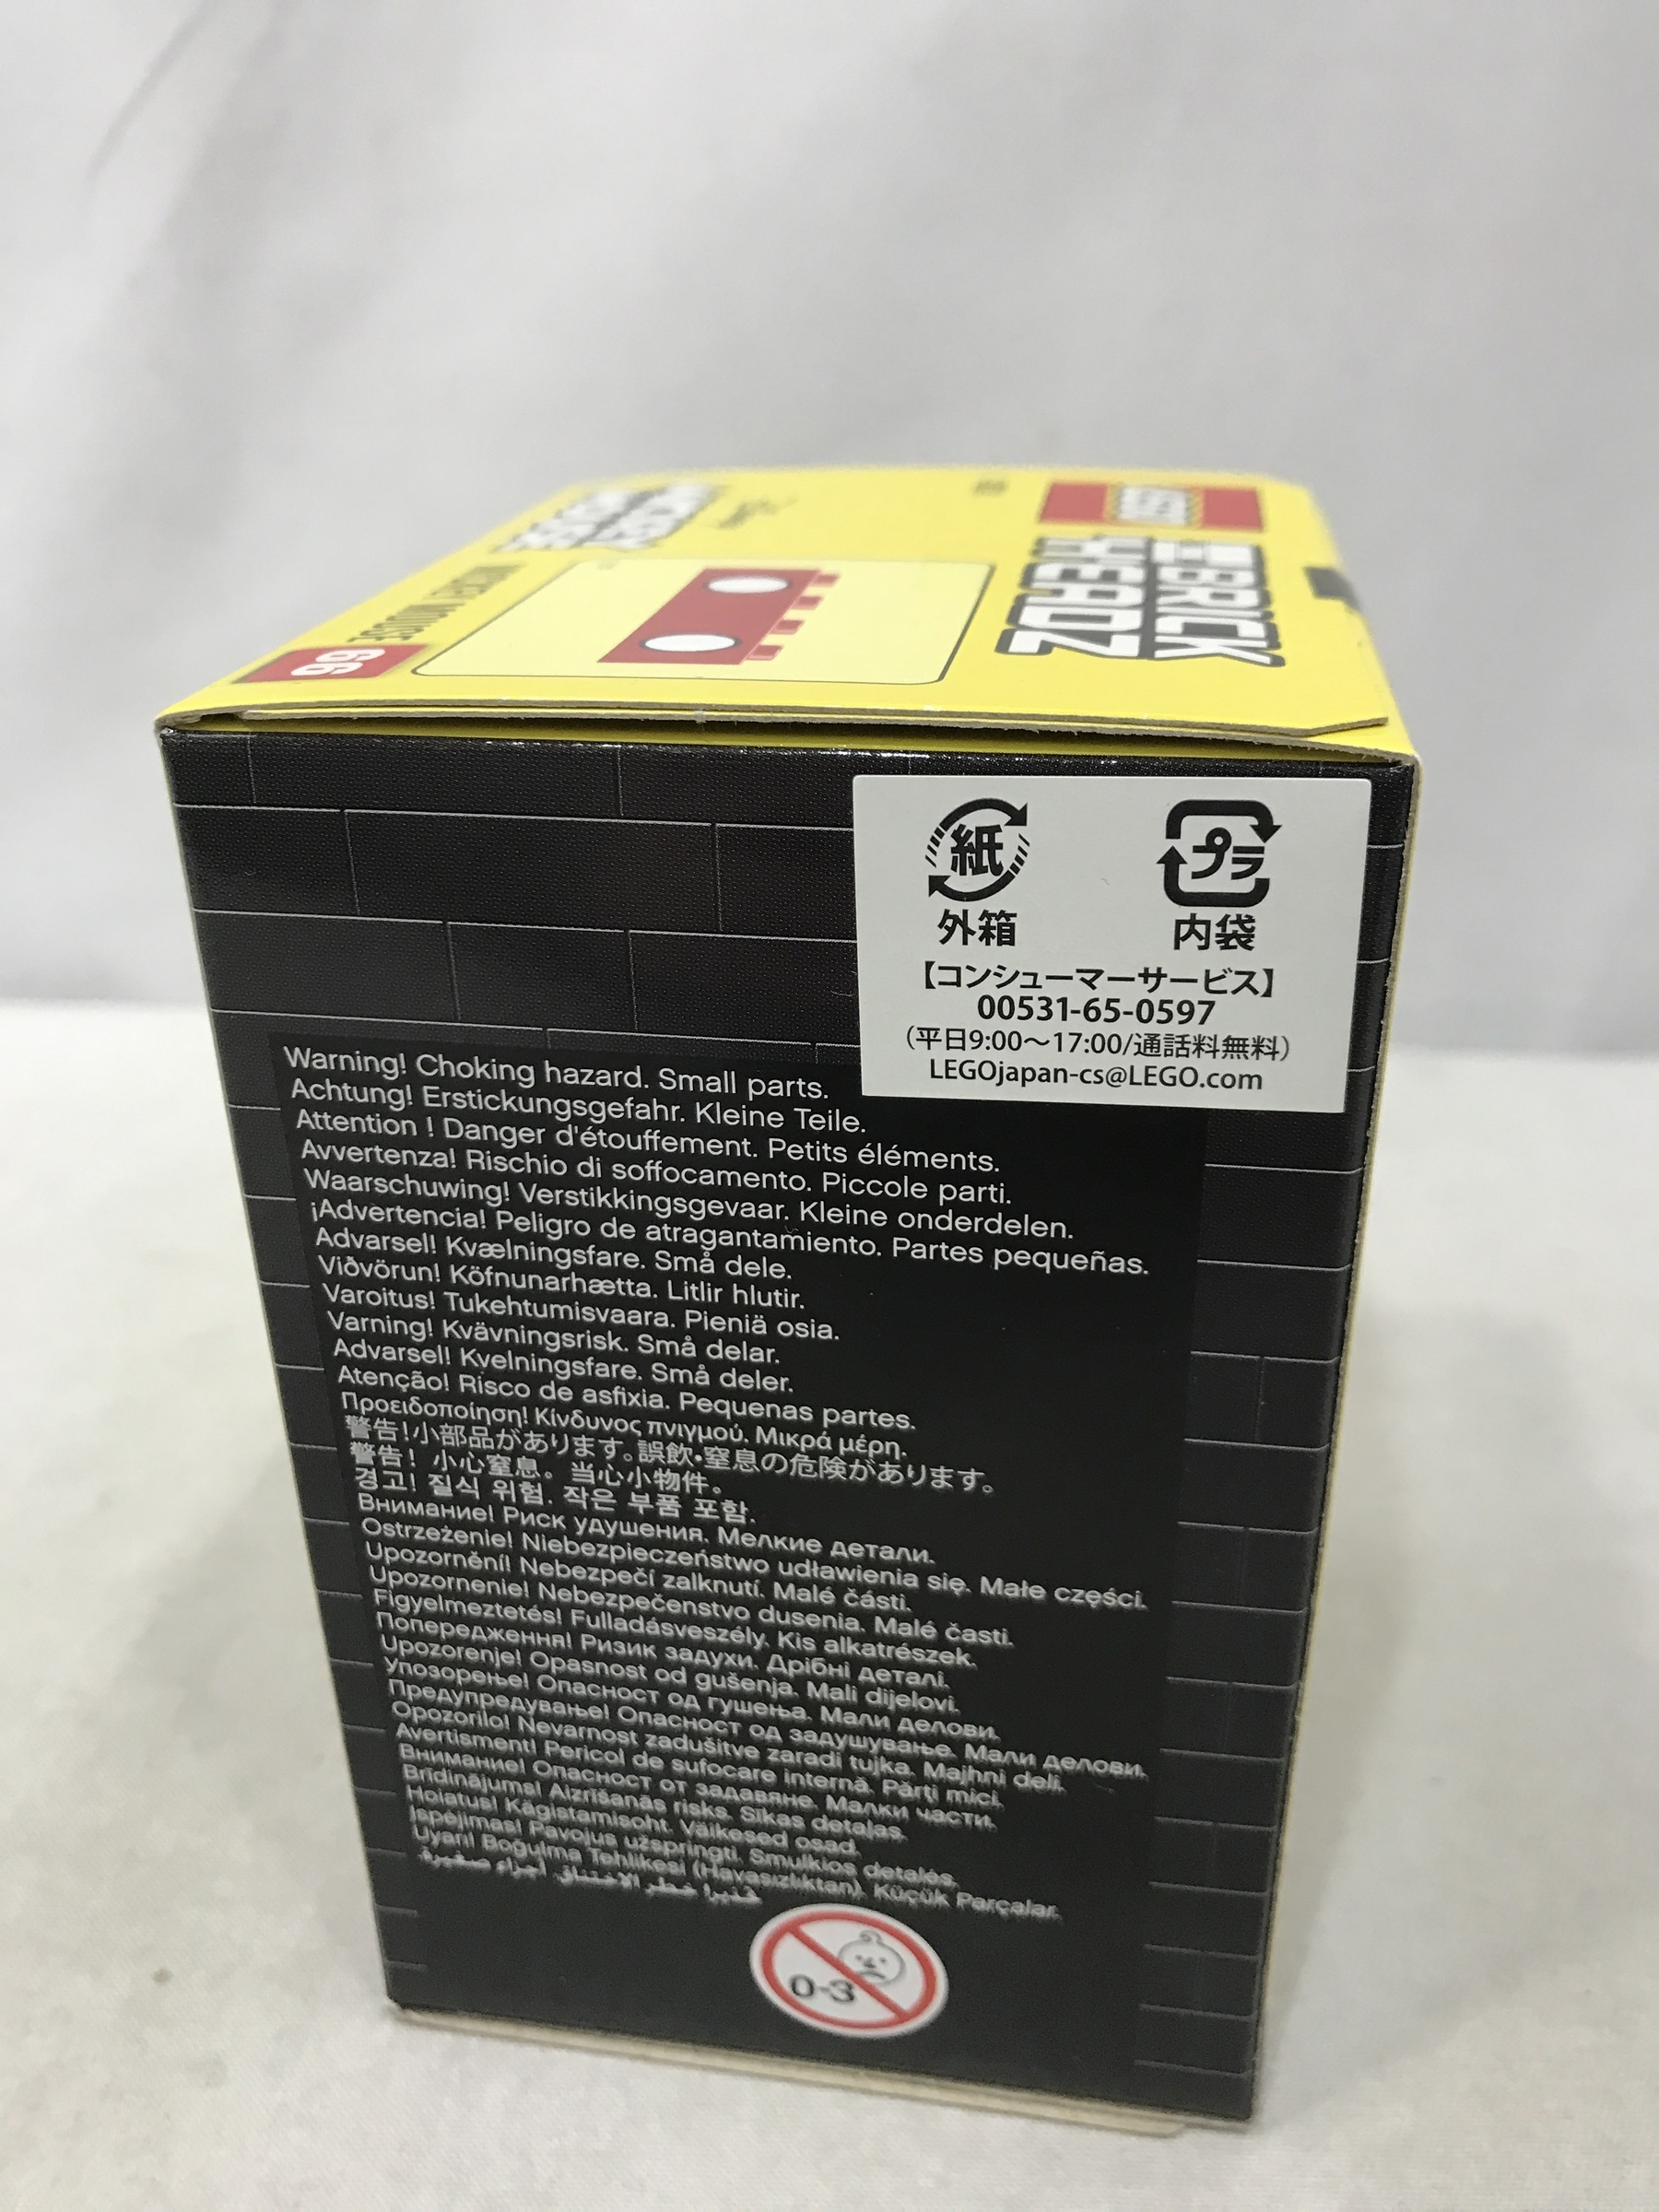 LEGO
BRICK
HEADZ
MICKEY
MOUSE
MICKEY MOUSE
99
紙
プラ
外箱
内袋
【コンシューマーサービス】
00531-65-0597
（平日9:00～17:00/通話料無料）
LEGOjapan-cs@LEGO.com
Warning! Choking hazard. Small parts.
Achtung! Erstickungsgefahr. Kleine Teile.
Attention ! Danger d'étouffement. Petits éléments.
Avvertenza! Rischio di soffocamento. Piccole parti.
Waarschuwing! Verstikkingsgevaar. Kleine onderdelen.
¡Advertencia! Peligro de atragantamiento. Partes pequeñas.
Advarsel! Kvælningsfare. Små dele.
Viðvörun! Köfnunarhætta. Litlir hlutir.
Varoitus! Tukehtumisvaara. Pieniä osia.
Varning! Kvävningsrisk. Små delar.
Advarsel! Kvelningsfare. Små deler.
Atenção! Risco de asfixia. Pequenas partes.
Προειδοποίηση! Κίνδυνος πνιγμού. Μικρά μέρη.
警告!小部品があります。誤飲・窒息の危険があります。
警告！ 小心窒息。 当心小物件。
경고! 질식 위험. 작은 부품 포함.
Внимание! Риск удушения. Мелкие детали.
Ostrzeżenie! Niebezpieczeństwo udławienia się. Małe części.
Upozornění! Nebezpečí zalknutí. Malé části.
Upozornenie! Nebezpečenstvo dusenia. Malé časti.
Figyelmeztetés! Fulladásveszély. Kis alkatrészek.
Попередження! Ризик задухи. Дрібні деталі.
Upozorenje! Opasnost od gušenja. Mali dijelovi.
Упозорење! Опасност од гушења. Мали делови.
Предупредување! Опасност од задушување. Мали делови.
Opozorilo! Nevarnost zadušitve zaradi tujka. Majhni deli.
Avertisment! Pericol de sufocare internă. Părți mici.
Внимание! Опасност от задавяне. Малки части.
Brīdinājums! Aizrīšanās risks. Sīkas detaļas.
Hoiatus! Kägistamisoht. Väikesed osad.
Įspėjimas! Pavojus užspringti. Smulkios detalės.
Uyarı! Boğulma Tehlikesi (Havasızlıktan). Küçük Parçalar.
تحذير! خطر الاختناق. أجزاء صغيرة.
0-3